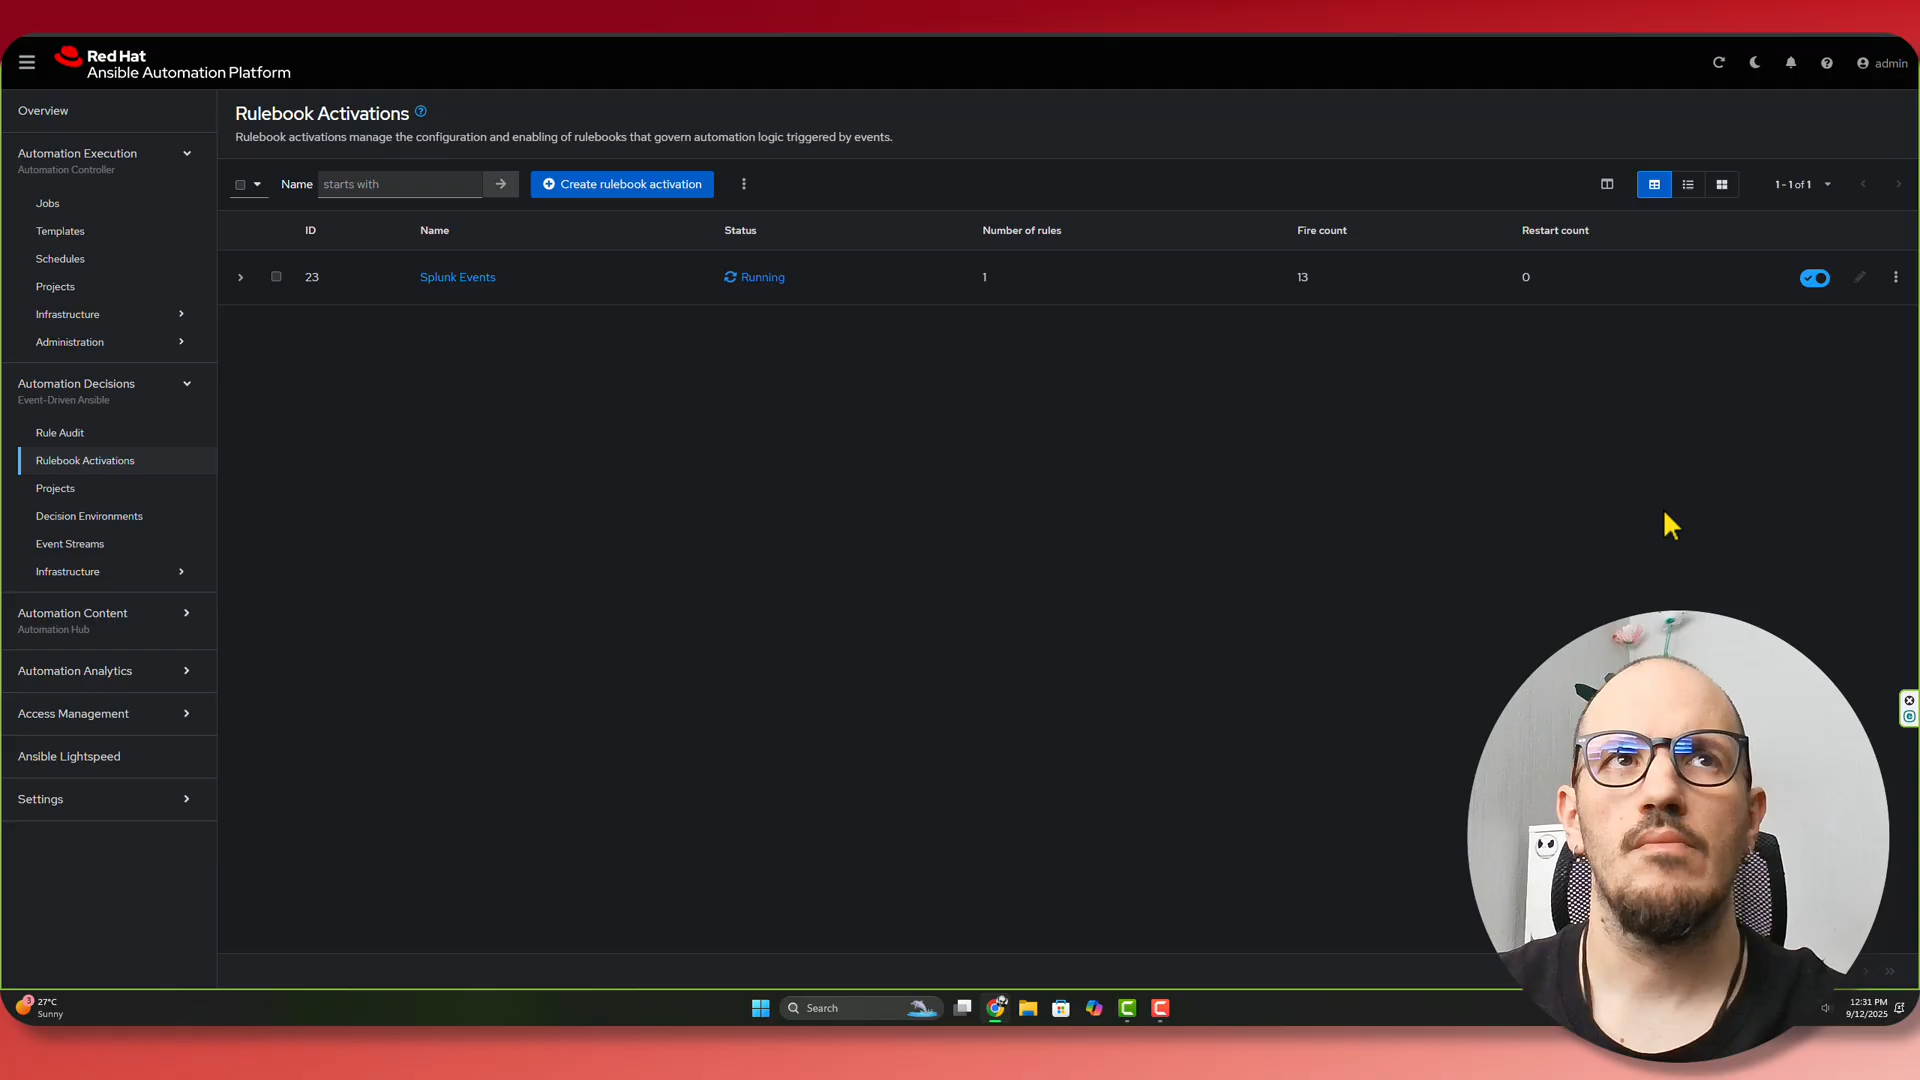 Red Hat
Ansible Automation Platform
admin
Overview
Automation Execution
Automation Controller
Jobs
Templates
Schedules
Projects
Infrastructure
Administration
Automation Decisions
Event-Driven Ansible
Rule Audit
Rulebook Activations
Projects
Decision Environments
Event Streams
Infrastructure
Automation Content
Automation Hub
Automation Analytics
Access Management
Ansible Lightspeed
Settings
Rulebook Activations
Rulebook activations manage the configuration and enabling of rulebooks that govern automation logic triggered by events.
Name starts with Create rulebook activation 1 - 1 of 1
ID Name Status Number of rules Fire count Restart count
23 Splunk Events Running 1 13 0
3
27°C
Sunny
Search
12:31 PM
9/12/2025